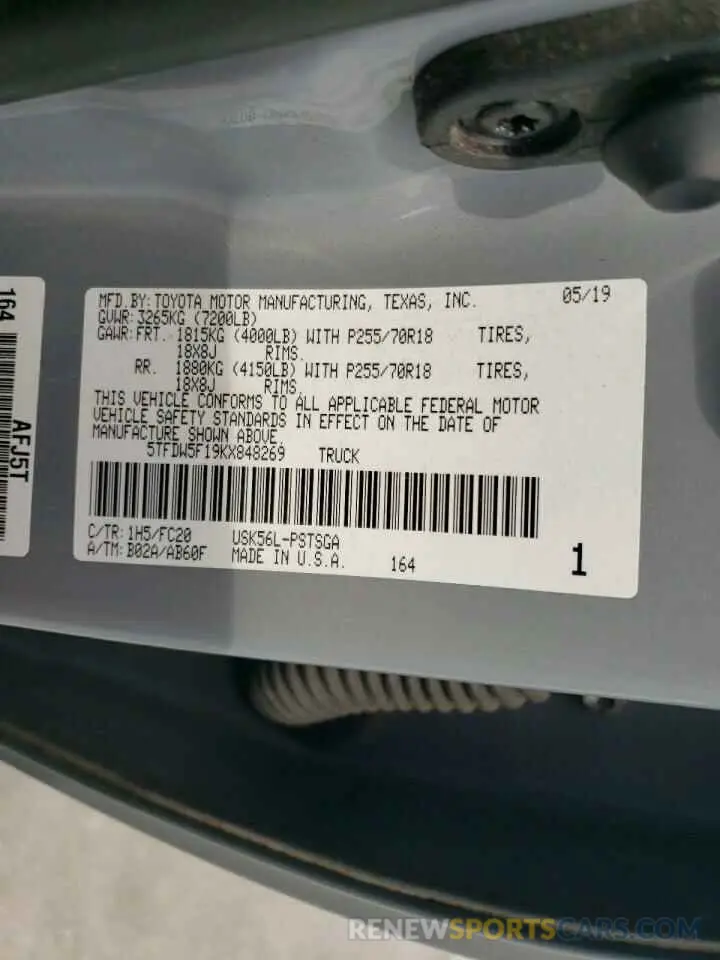 MFD.BY:TOYOTA MOTOR MANUFACTURING, TEXAS, INC. 05/19
GVWR:3265KG (7200LB)
GAWR:FRT. 1815KG (4000LB) WITH P255/70R18 TIRES,
18X8J RIMS.
RR. 1880KG (4150LB) WITH P255/70R18 TIRES,
18X8J RIMS.
THIS VEHICLE CONFORMS TO ALL APPLICABLE FEDERAL MOTOR
VEHICLE SAFETY STANDARDS IN EFFECT ON THE DATE OF
MANUFACTURE SHOWN ABOVE.
5TFDW5F19KX848269 TRUCK
C/TR:1H5/FC20 USK56L-PSTSGA
A/TM:B02A/AB60F MADE IN U.S.A. 164 1
164
AFJ5T
RENEWSPORTSCARS.COM